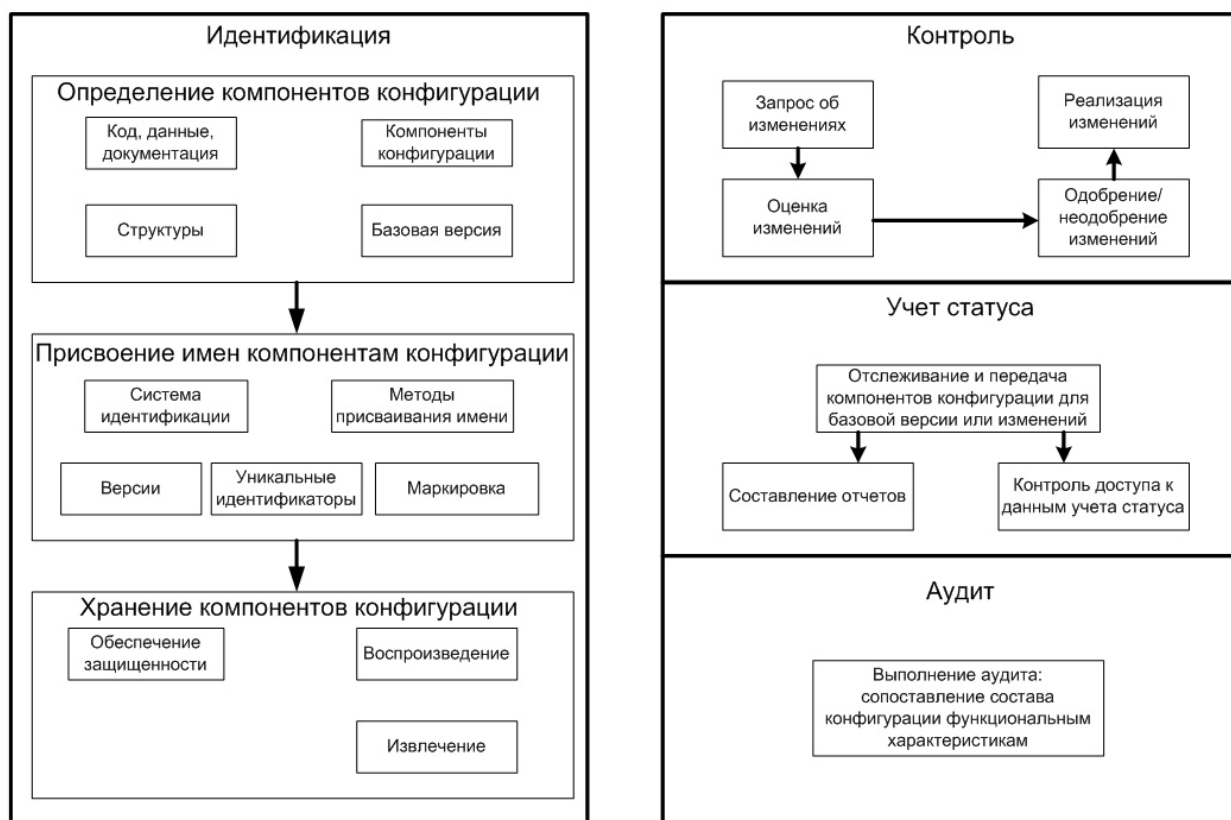 Идентификация
Определение компонентов конфигурации
Код, данные,
документация
Компоненты
конфигурации
Структуры
Базовая версия
Присвоение имен компонентам конфигурации
Система
идентификации
Методы
присваивания имени
Версии
Уникальные
идентификаторы
Маркировка
Хранение компонентов конфигурации
Обеспечение
защищенности
Воспроизведение
Извлечение
Контроль
Запрос об
изменениях
Реализация
изменений
Оценка
изменений
Одобрение/
неодобрение
изменений
Учет статуса
Отслеживание и передача
компонентов конфигурации для
базовой версии или изменений
Составление отчетов
Контроль доступа к
данным учета статуса
Аудит
Выполнение аудита:
сопоставление состава
конфигурации функциональным
характеристикам